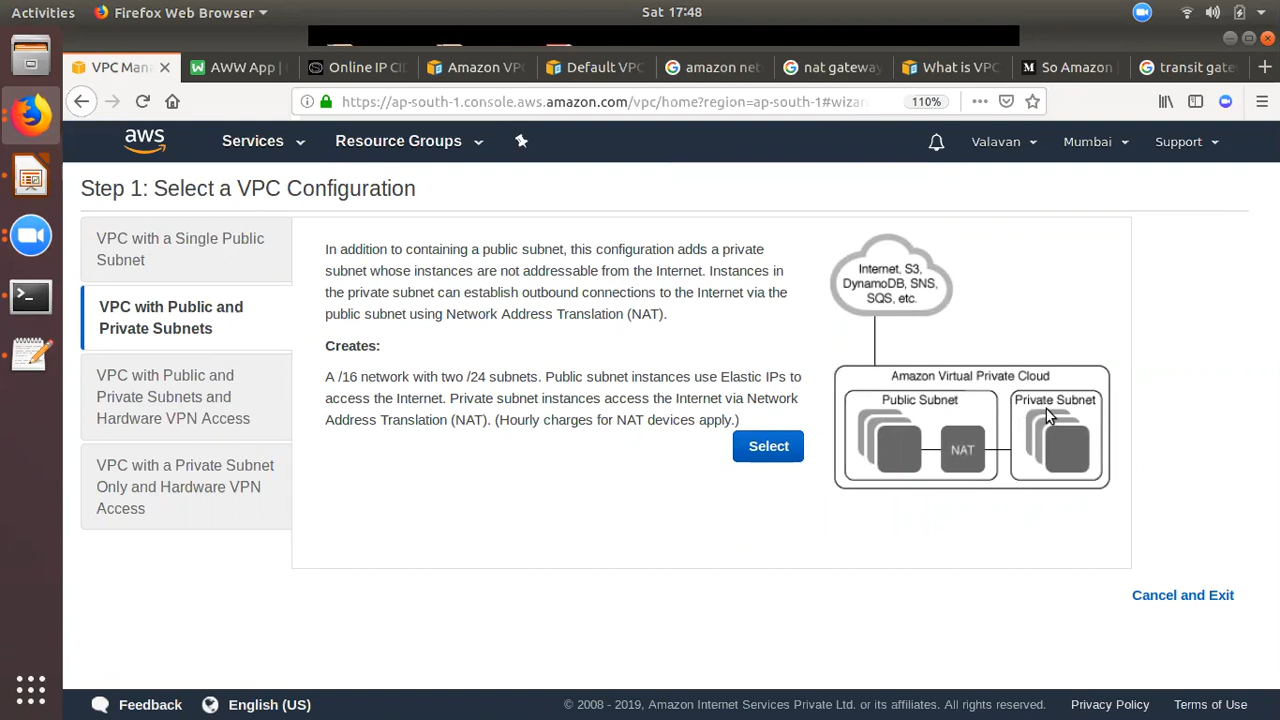 Activities
Firefox Web Browser
Sat 17:48
VPC Man
AWW App |
Online IP CID
Amazon VPC
Default VPC
amazon net
nat gateway
What is VPC
So Amazon
transit gate
https://ap-south-1.console.aws.amazon.com/vpc/home?region=ap-south-1#wizar
110%
aws
Services
Resource Groups
Valavan
Mumbai
Support
Step 1: Select a VPC Configuration
VPC with a Single Public
Subnet
VPC with Public and
Private Subnets
VPC with Public and
Private Subnets and
Hardware VPN Access
VPC with a Private Subnet
Only and Hardware VPN
Access
In addition to containing a public subnet, this configuration adds a private
subnet whose instances are not addressable from the Internet. Instances in
the private subnet can establish outbound connections to the Internet via the
public subnet using Network Address Translation (NAT).
Creates:
A /16 network with two /24 subnets. Public subnet instances use Elastic IPs to
access the Internet. Private subnet instances access the Internet via Network
Address Translation (NAT). (Hourly charges for NAT devices apply.)
Select
Internet, S3,
DynamoDB, SNS,
SQS, etc.
Amazon Virtual Private Cloud
Public Subnet
Private Subnet
NAT
Cancel and Exit
Feedback
English (US)
© 2008 - 2019, Amazon Internet Services Private Ltd. or its affiliates. All rights reserved.
Privacy Policy
Terms of Use